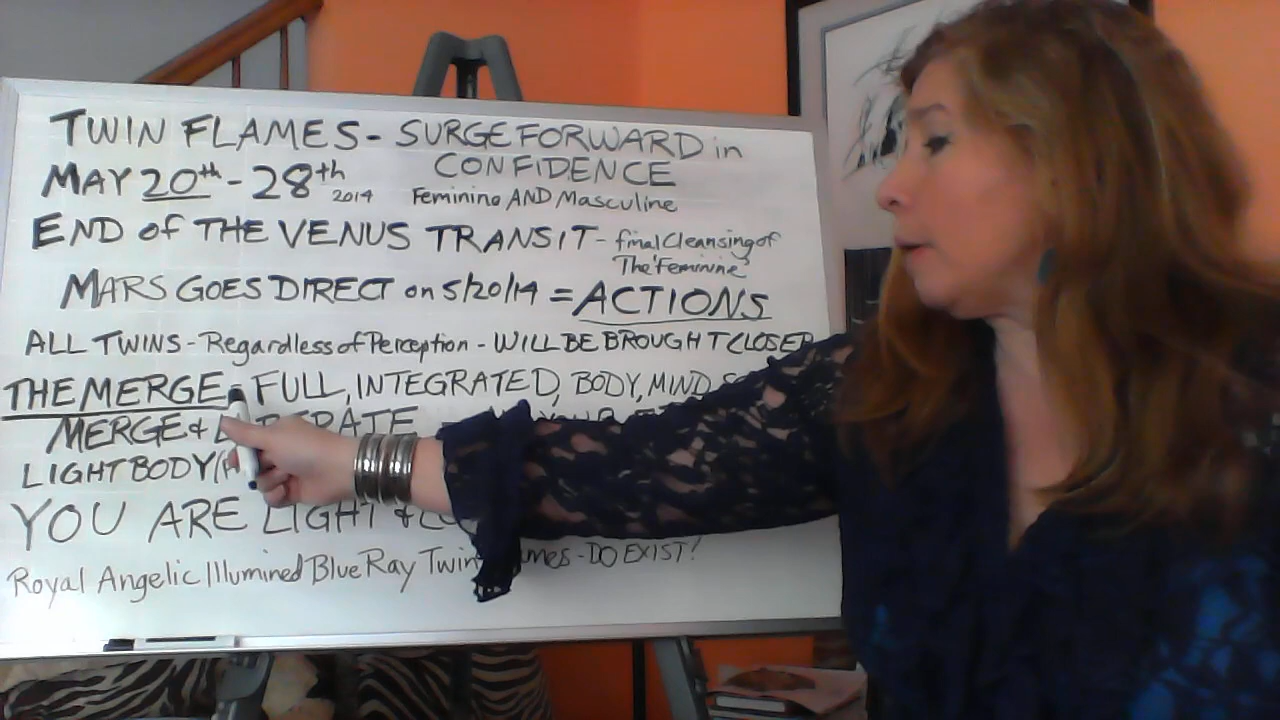 TWIN FLAMES - SURGE FORWARD in
CONFIDENCE
MAY 20th - 28th 2014
Feminine AND Masculine
END of THE VENUS TRANSIT - final Cleansing of
The 'Feminine'
MARS GOES DIRECT on 5/20/14 = ACTIONS
ALL TWINS - Regardless of Perception - WILL BE BROUGHT CLOSER
THE MERGE FULL, INTEGRATED, BODY, MIND
MERGE &
LIGHTBODY
YOU ARE LIGHT &
Royal Angelic Illumined Blue Ray Twin - DO EXIST!